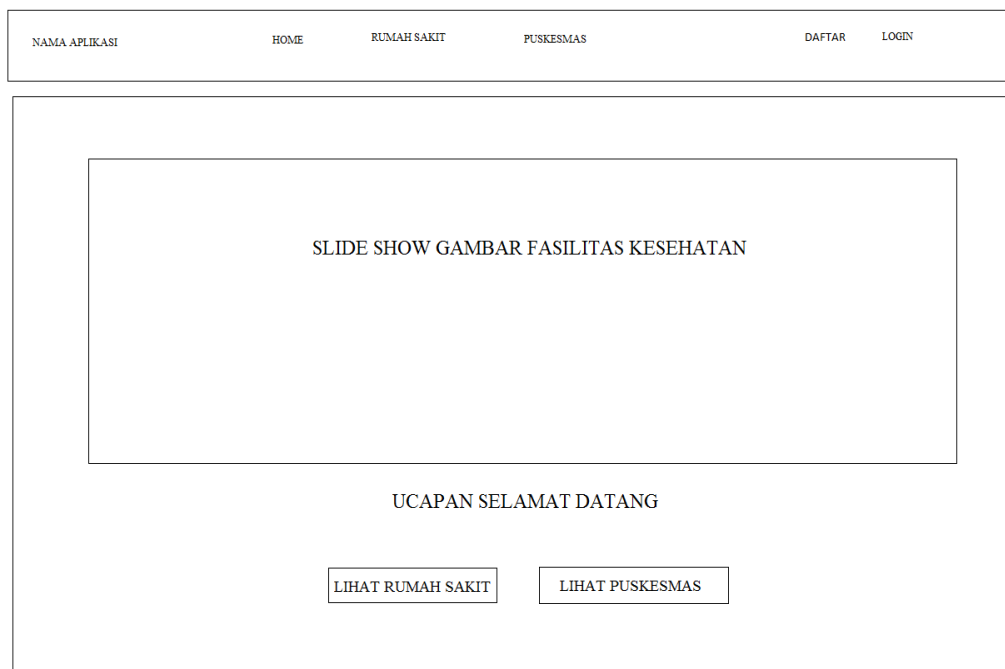 NAMA APLIKASI
HOME
RUMAH SAKIT
PUSKESMAS
DAFTAR
LOGIN
SLIDE SHOW GAMBAR FASILITAS KESEHATAN
UCAPAN SELAMAT DATANG
LIHAT RUMAH SAKIT
LIHAT PUSKESMAS